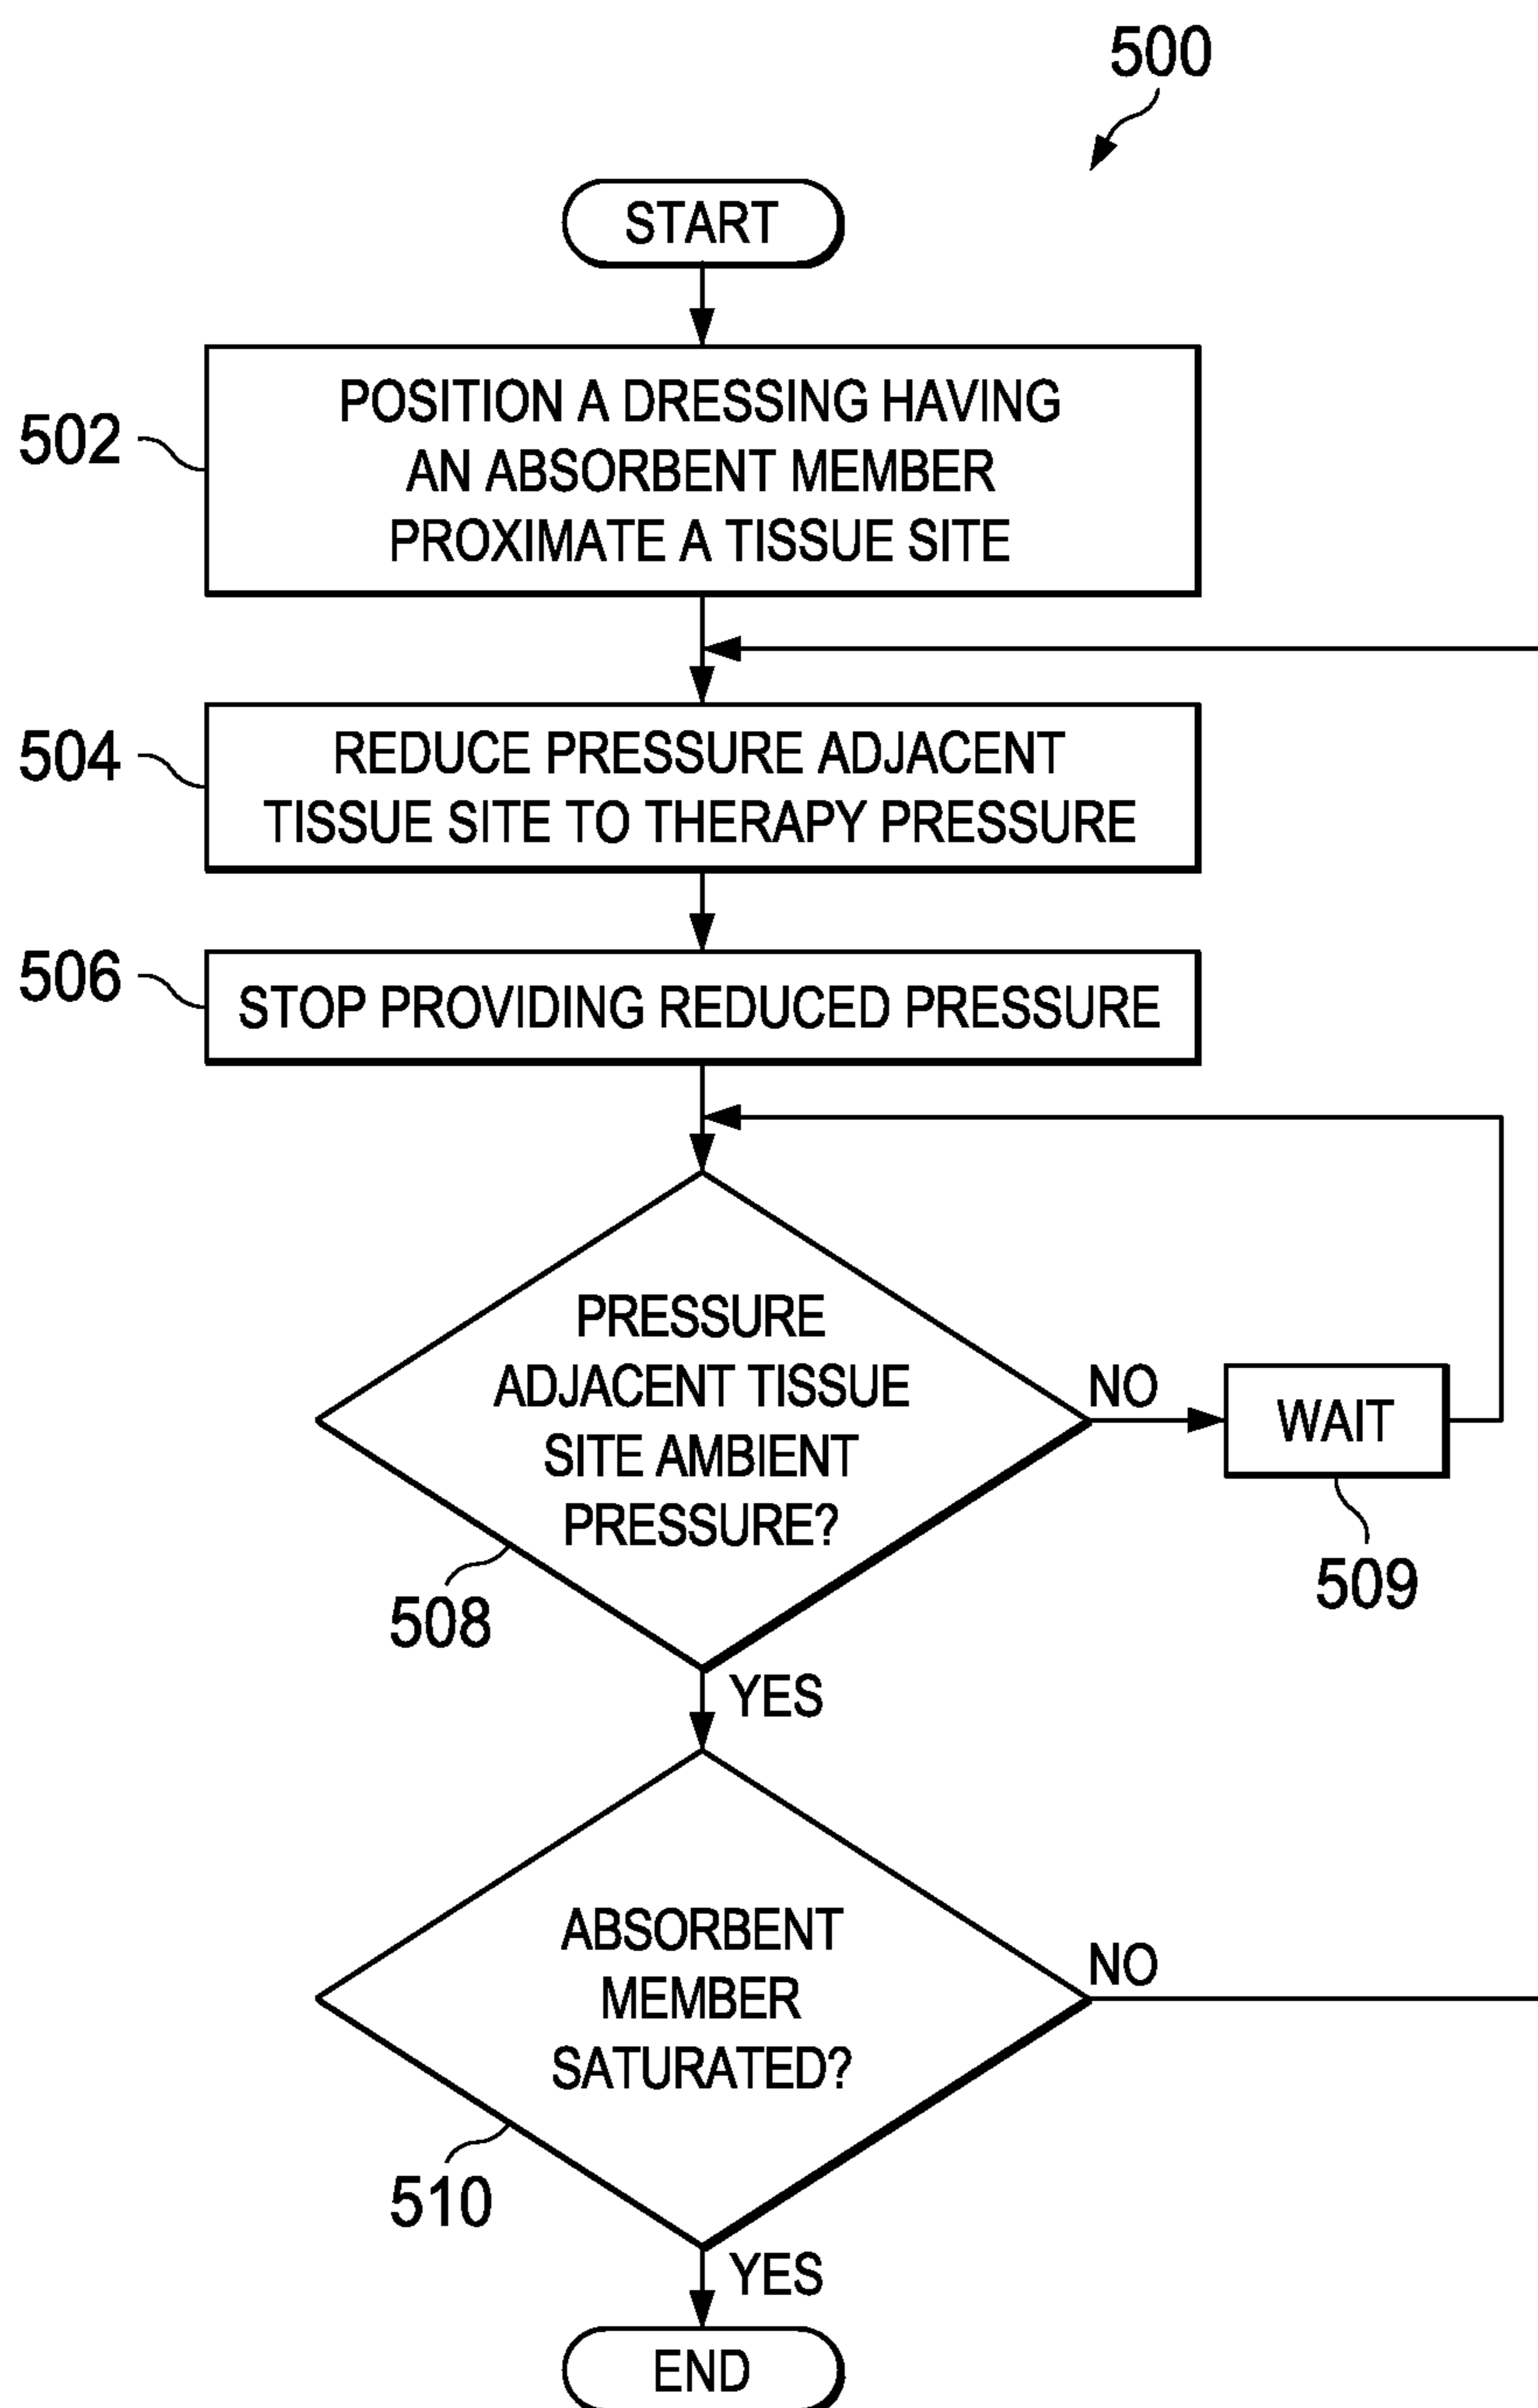 500
START
502
POSITION A DRESSING HAVING
AN ABSORBENT MEMBER
PROXIMATE A TISSUE SITE
504
REDUCE PRESSURE ADJACENT
TISSUE SITE TO THERAPY PRESSURE
506
STOP PROVIDING REDUCED PRESSURE
PRESSURE
ADJACENT TISSUE
SITE AMBIENT
PRESSURE?
NO
WAIT
509
508
YES
ABSORBENT
MEMBER
SATURATED?
NO
510
YES
END